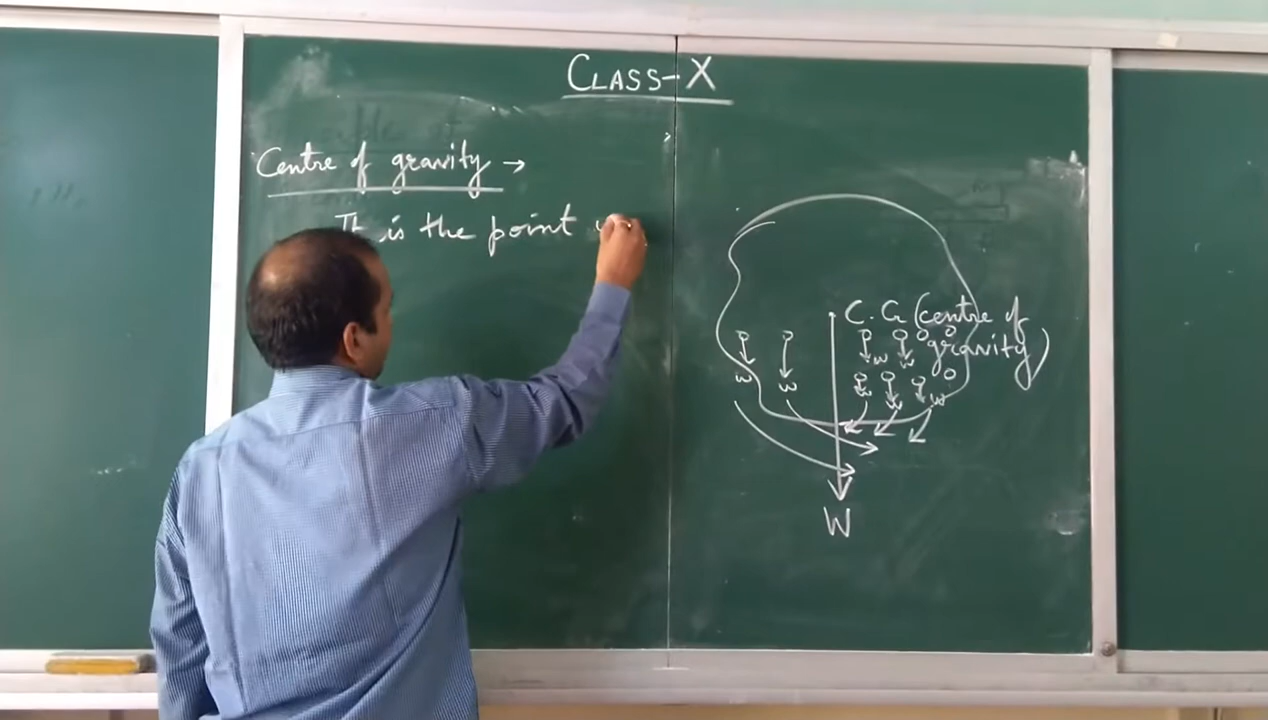 CLASS-X
Centre of gravity →
It is the point
C. G (centre of
gravity)
w w w w
w w w w
W